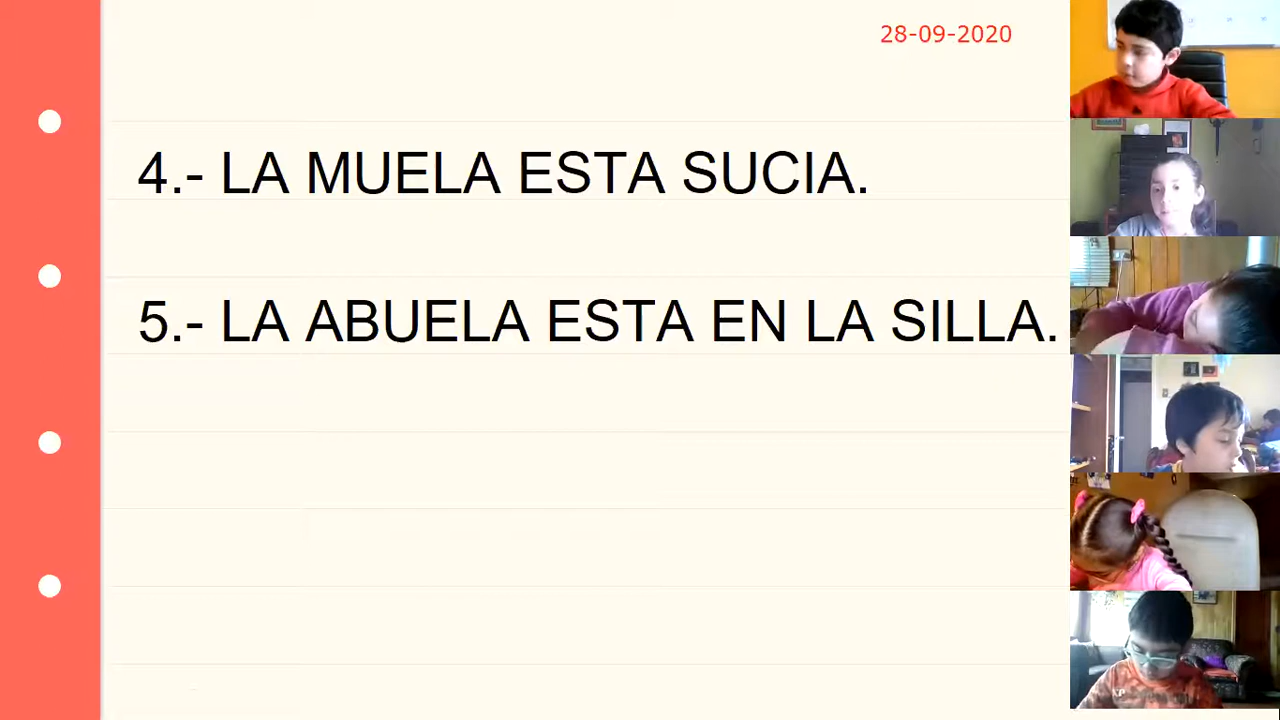 28-09-2020
4.- LA MUELA ESTA SUCIA.
5.- LA ABUELA ESTA EN LA SILLA.